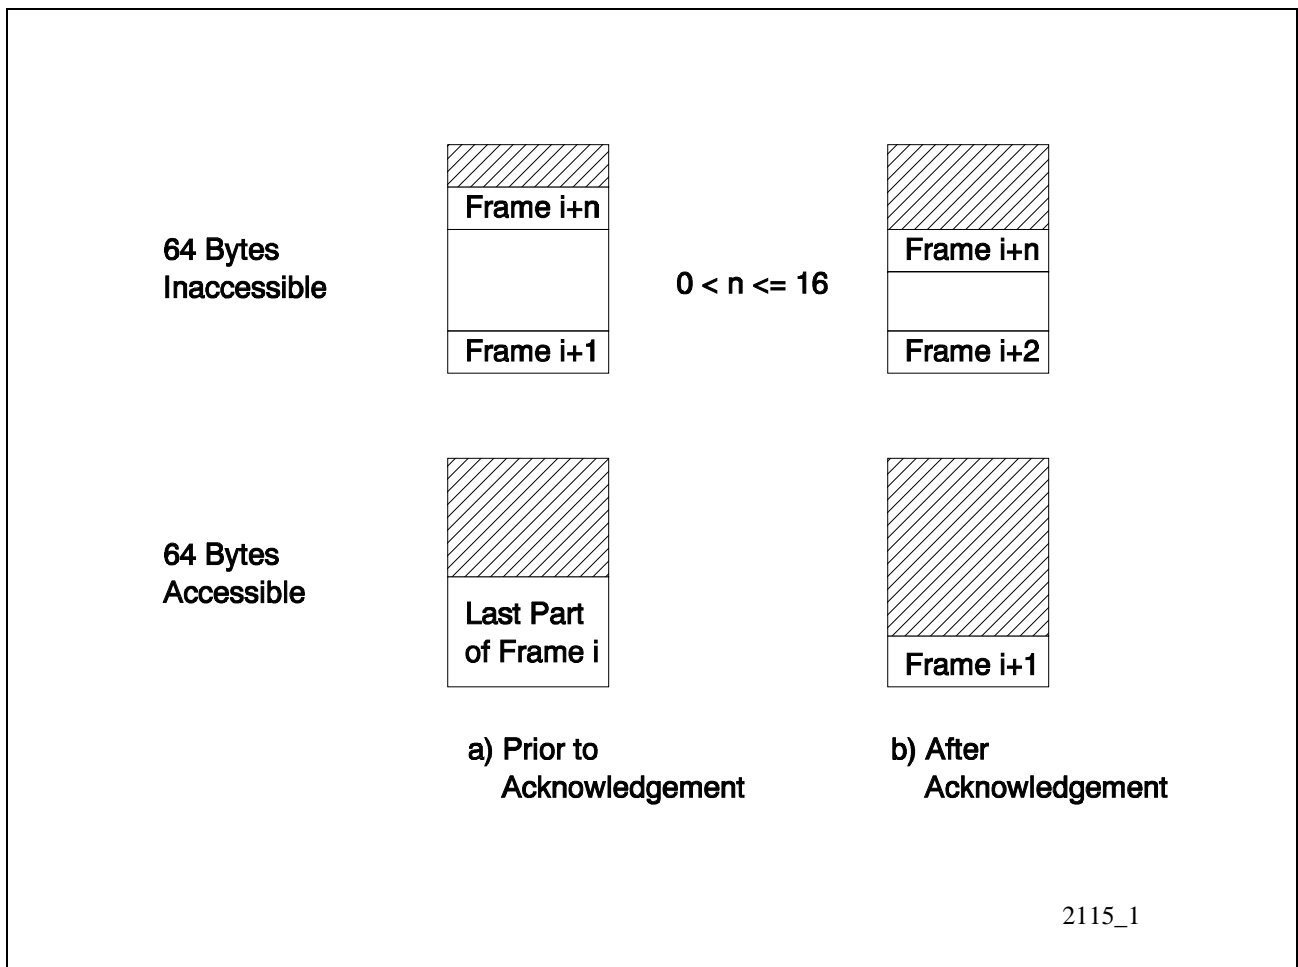 Frame i+n
64 Bytes
Inaccessible
0 < n <= 16
Frame i+n
Frame i+1
Frame i+2
64 Bytes
Accessible
Last Part
of Frame i
Frame i+1
a) Prior to
Acknowledgement
b) After
Acknowledgement
2115_1